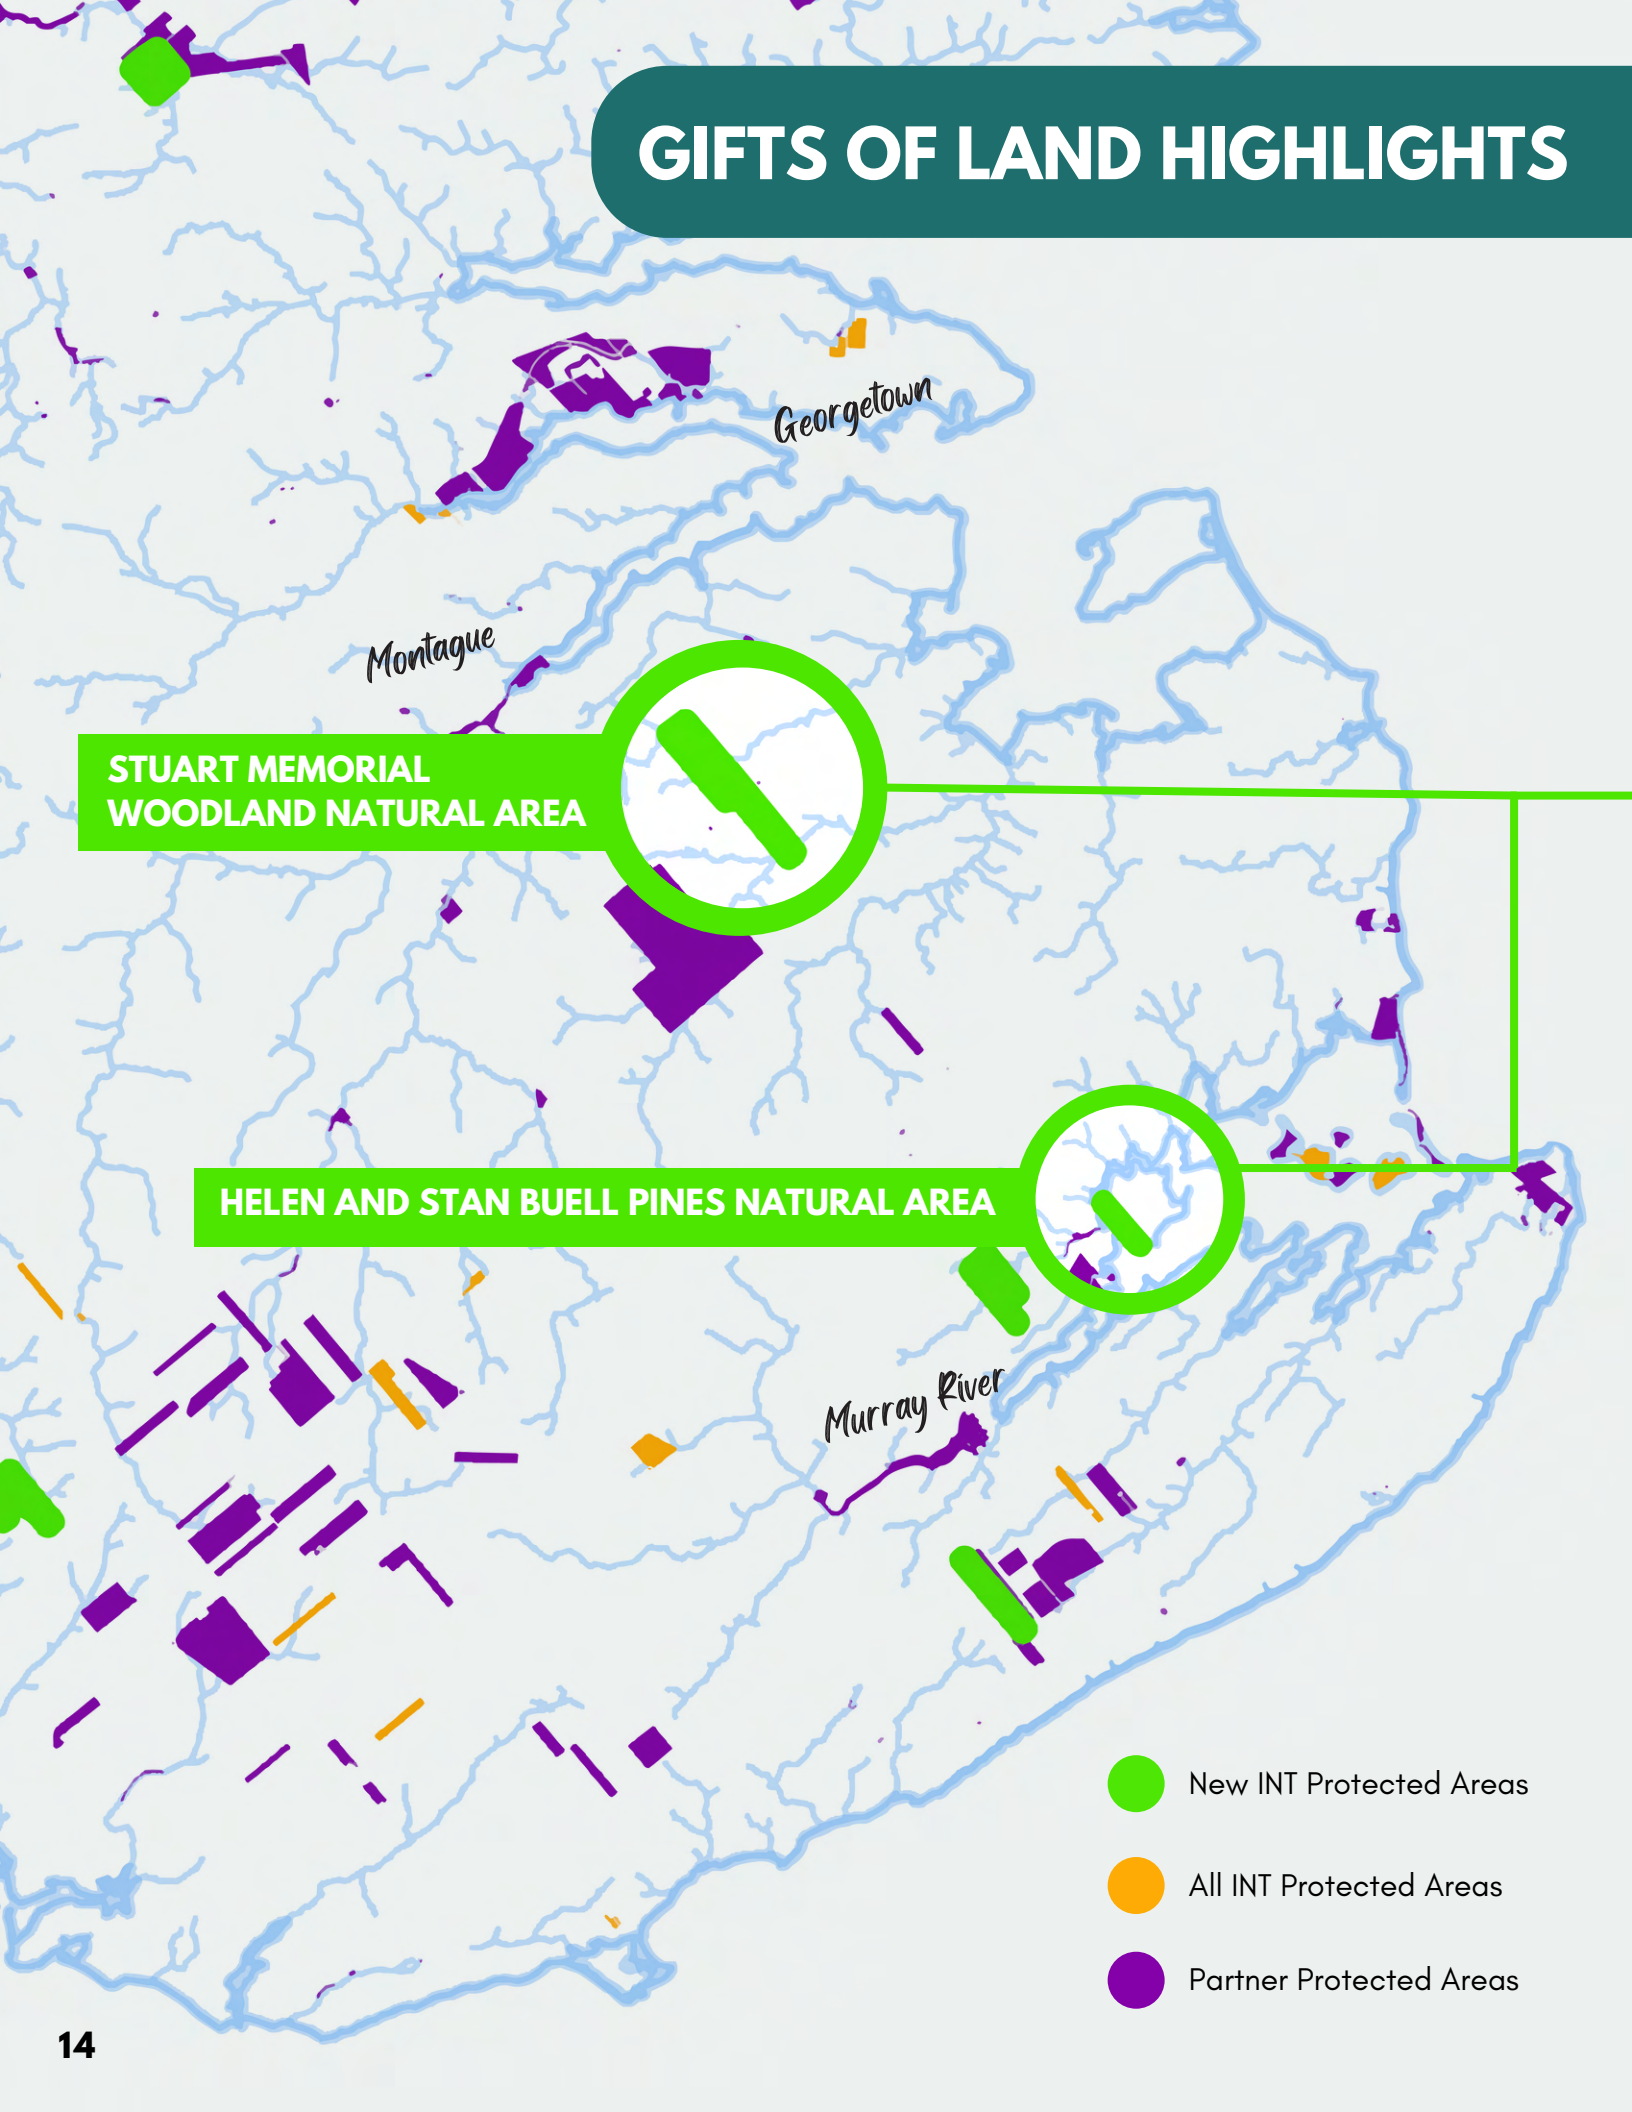 GIFTS OF LAND HIGHLIGHTS
Georgetown
Montague
STUART MEMORIAL
WOODLAND NATURAL AREA
HELEN AND STAN BUELL PINES NATURAL AREA
Murray River
New INT Protected Areas
All INT Protected Areas
Partner Protected Areas
14